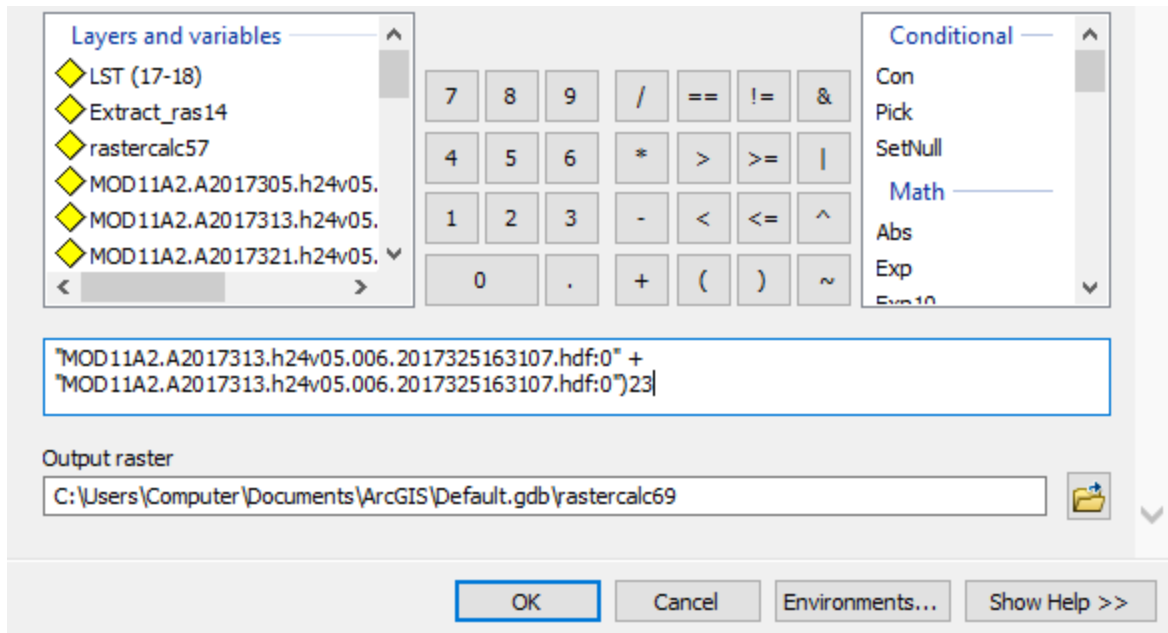 Layers and variables
LST (17-18)
Extract_ras14
rastercalc57
MOD11A2.A2017305.h24v05.
MOD11A2.A2017313.h24v05.
MOD11A2.A2017321.h24v05.
7 8 9 / == != &
4 5 6 * > >= |
1 2 3 - < <= ^
0 . + ( ) ~
Conditional
Con
Pick
SetNull
Math
Abs
Exp
Exp10
"MOD11A2.A2017313.h24v05.006.2017325163107.hdf:0" +
"MOD11A2.A2017313.h24v05.006.2017325163107.hdf:0")23
Output raster
C:\Users\Computer\Documents\ArcGIS\Default.gdb\rastercalc69
OK Cancel Environments... Show Help >>